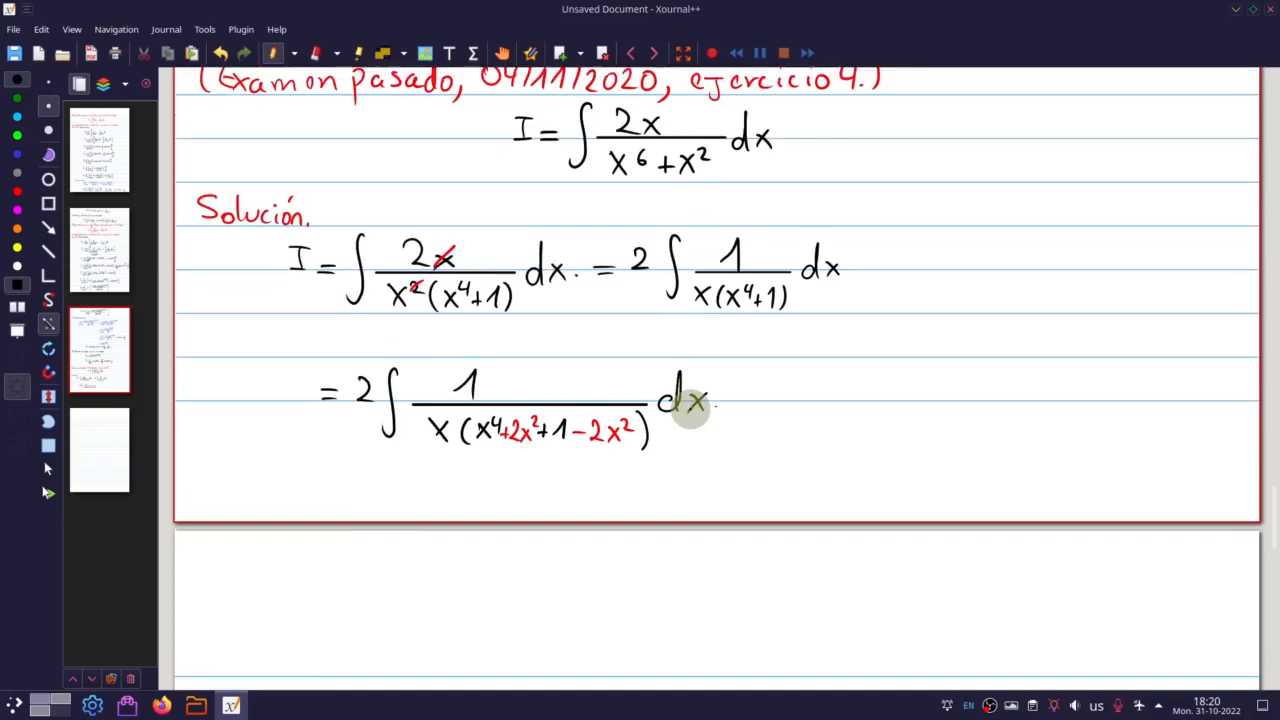 Unsaved Document - Xournal++
File Edit View Navigation Journal Tools Plugin Help
(Examen pasado, 04/11/2020, ejercicio 4.)
I = ∫ 2x / (x⁶ + x²) dx
Solución.
I = ∫ 2x / (x²(x⁴+1)) dx. = 2 ∫ 1 / (x(x⁴+1)) dx
= 2 ∫ 1 / (x(x⁴+2x²+1-2x²)) dx.
EN us 18:20
Mon. 31-10-2022